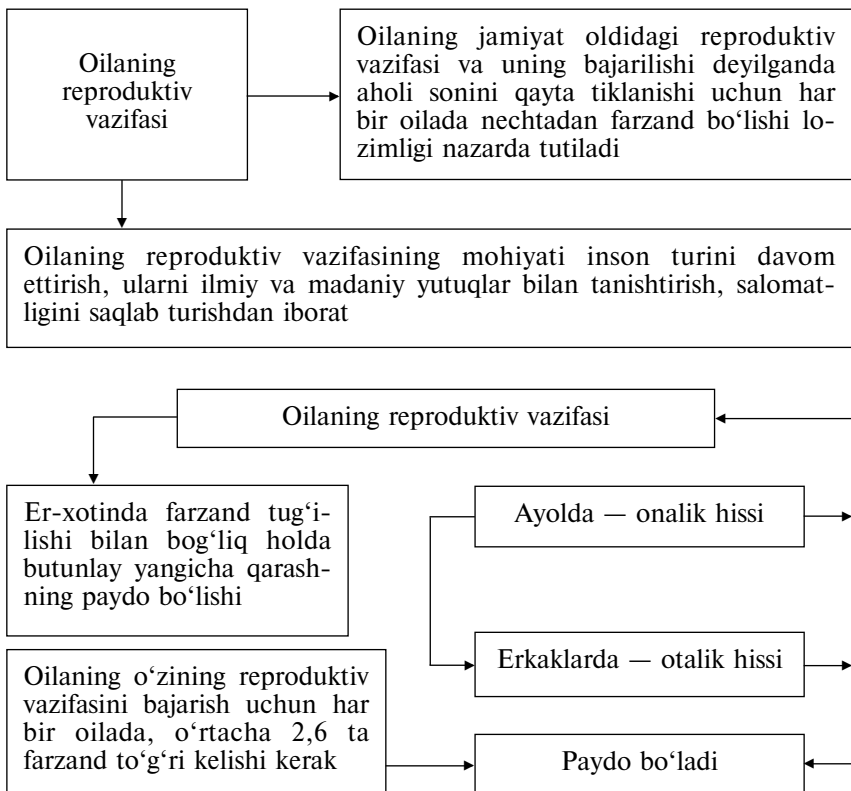 Oilaning
reproduktiv
vazifasi
Oilaning jamiyat oldidagi reproduktiv
vazifasi va uning bajarilishi deyilganda
aholi sonini qayta tiklanishi uchun har
bir oilada nechtadan farzand bo‘lishi lo-
zimligi nazarda tutiladi
Oilaning reproduktiv vazifasining mohiyati inson turini davom
ettirish, ularni ilmiy va madaniy yutuqlar bilan tanishtirish, salomat-
ligini saqlab turishdan iborat
Oilaning reproduktiv vazifasi
Er-xotinda farzand tug‘i-
lishi bilan bog‘liq holda
butunlay yangicha qarash-
ning paydo bo‘lishi
Ayolda — onalik hissi
Erkaklarda — otalik hissi
Oilaning o‘zining reproduktiv
vazifasini bajarish uchun har
bir oilada, o‘rtacha 2,6 ta
farzand to‘g‘ri kelishi kerak
Paydo bo‘ladi